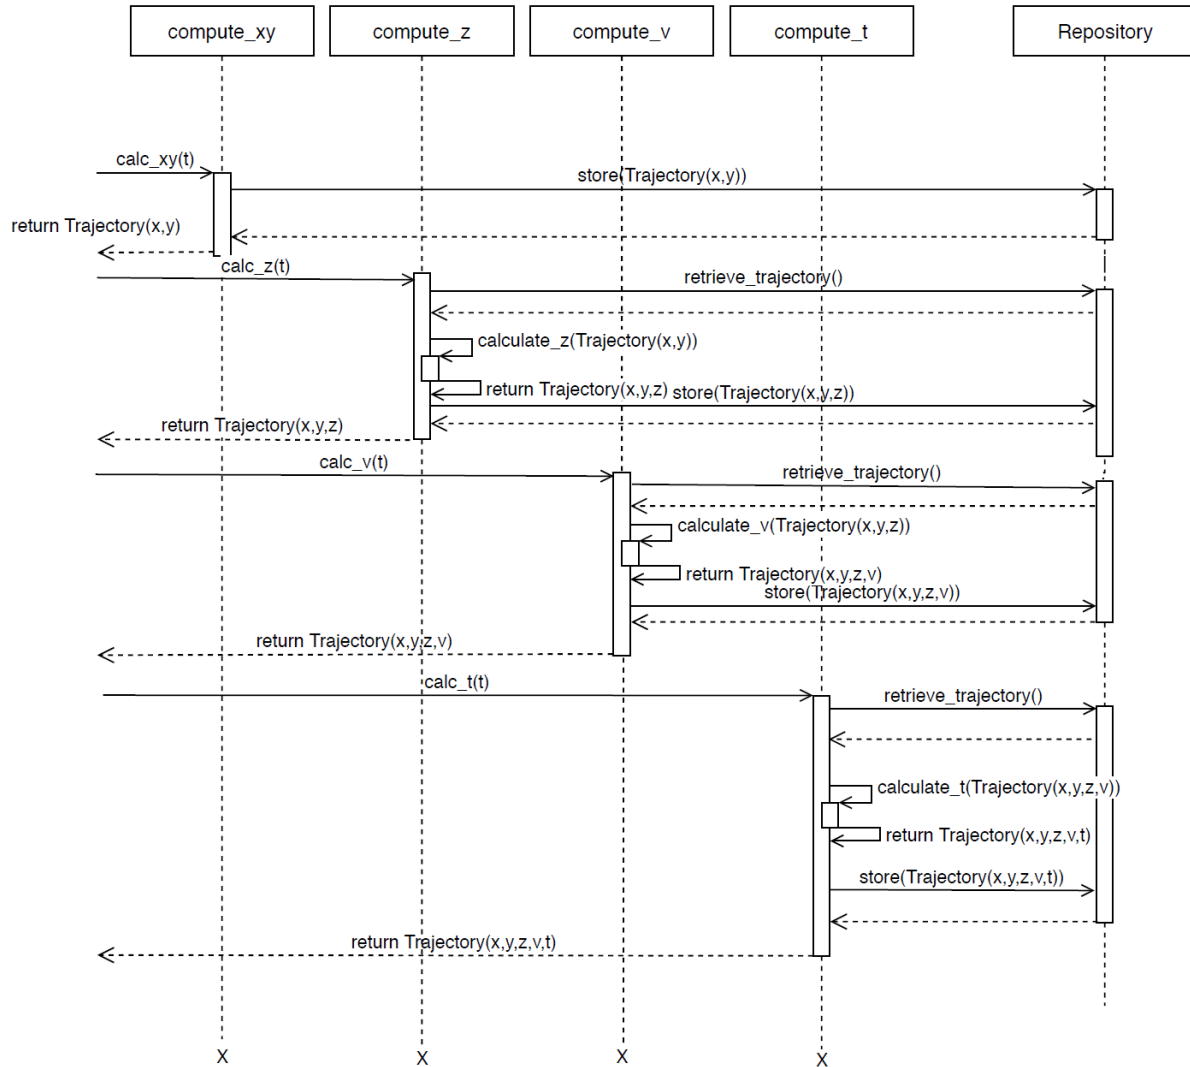 compute_xy
compute_z
compute_v
compute_t
Repository
calc_xy(t)
store(Trajectory(x,y))
return Trajectory(x,y)
calc_z(t)
retrieve_trajectory()
calculate_z(Trajectory(x,y))
return Trajectory(x,y,z)
store(Trajectory(x,y,z))
return Trajectory(x,y,z)
calc_v(t)
retrieve_trajectory()
calculate_v(Trajectory(x,y,z))
return Trajectory(x,y,z,v)
store(Trajectory(x,y,z,v))
return Trajectory(x,y,z,v)
calc_t(t)
retrieve_trajectory()
calculate_t(Trajectory(x,y,z,v))
return Trajectory(x,y,z,v,t)
store(Trajectory(x,y,z,v,t))
return Trajectory(x,y,z,v,t)
X
X
X
X